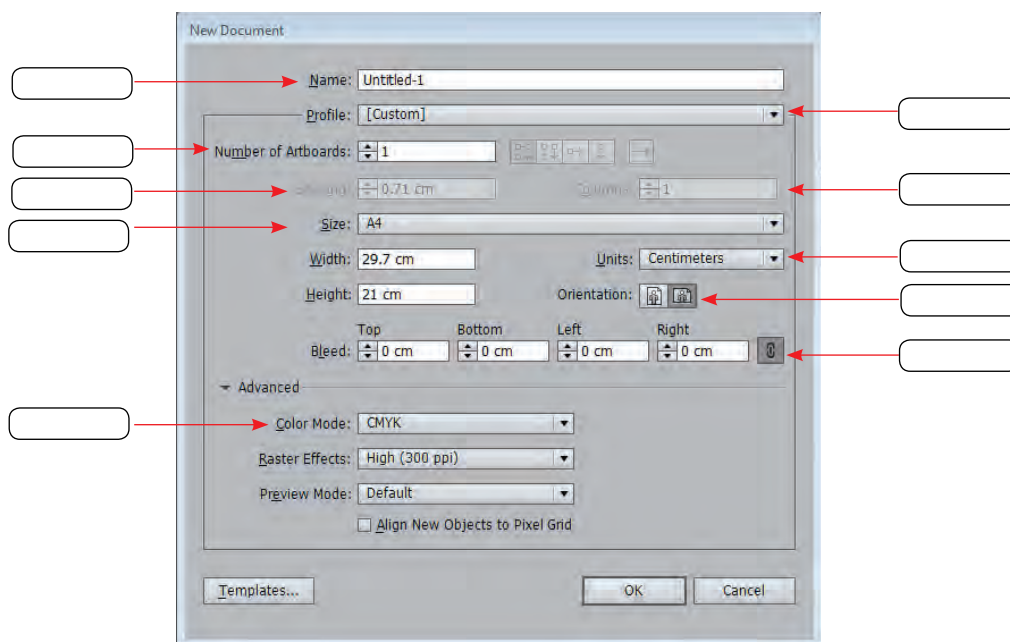 New Document
Name: Untitled-1
Profile: [Custom]
Number of Artboards: 1
Spacing: 0.71 cm Columns: 1
Size: A4
Width: 29.7 cm Units: Centimeters
Height: 21 cm Orientation:
Top Bottom Left Right
Bleed: 0 cm 0 cm 0 cm 0 cm
Advanced
Color Mode: CMYK
Raster Effects: High (300 ppi)
Preview Mode: Default
Align New Objects to Pixel Grid
Templates... OK Cancel